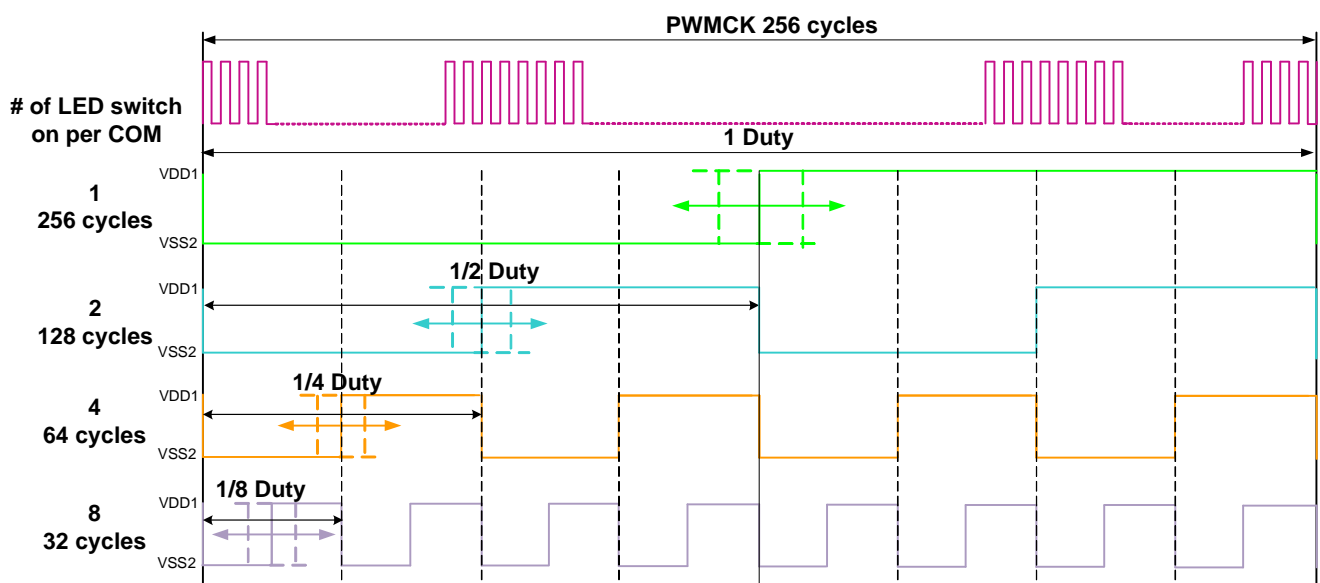 PWMCK 256 cycles
# of LED switch
on per COM
1 Duty
VDD1
1
256 cycles
VSS2
1/2 Duty
VDD1
2
128 cycles
VSS2
1/4 Duty
VDD1
4
64 cycles
VSS2
1/8 Duty
VDD1
8
32 cycles
VSS2